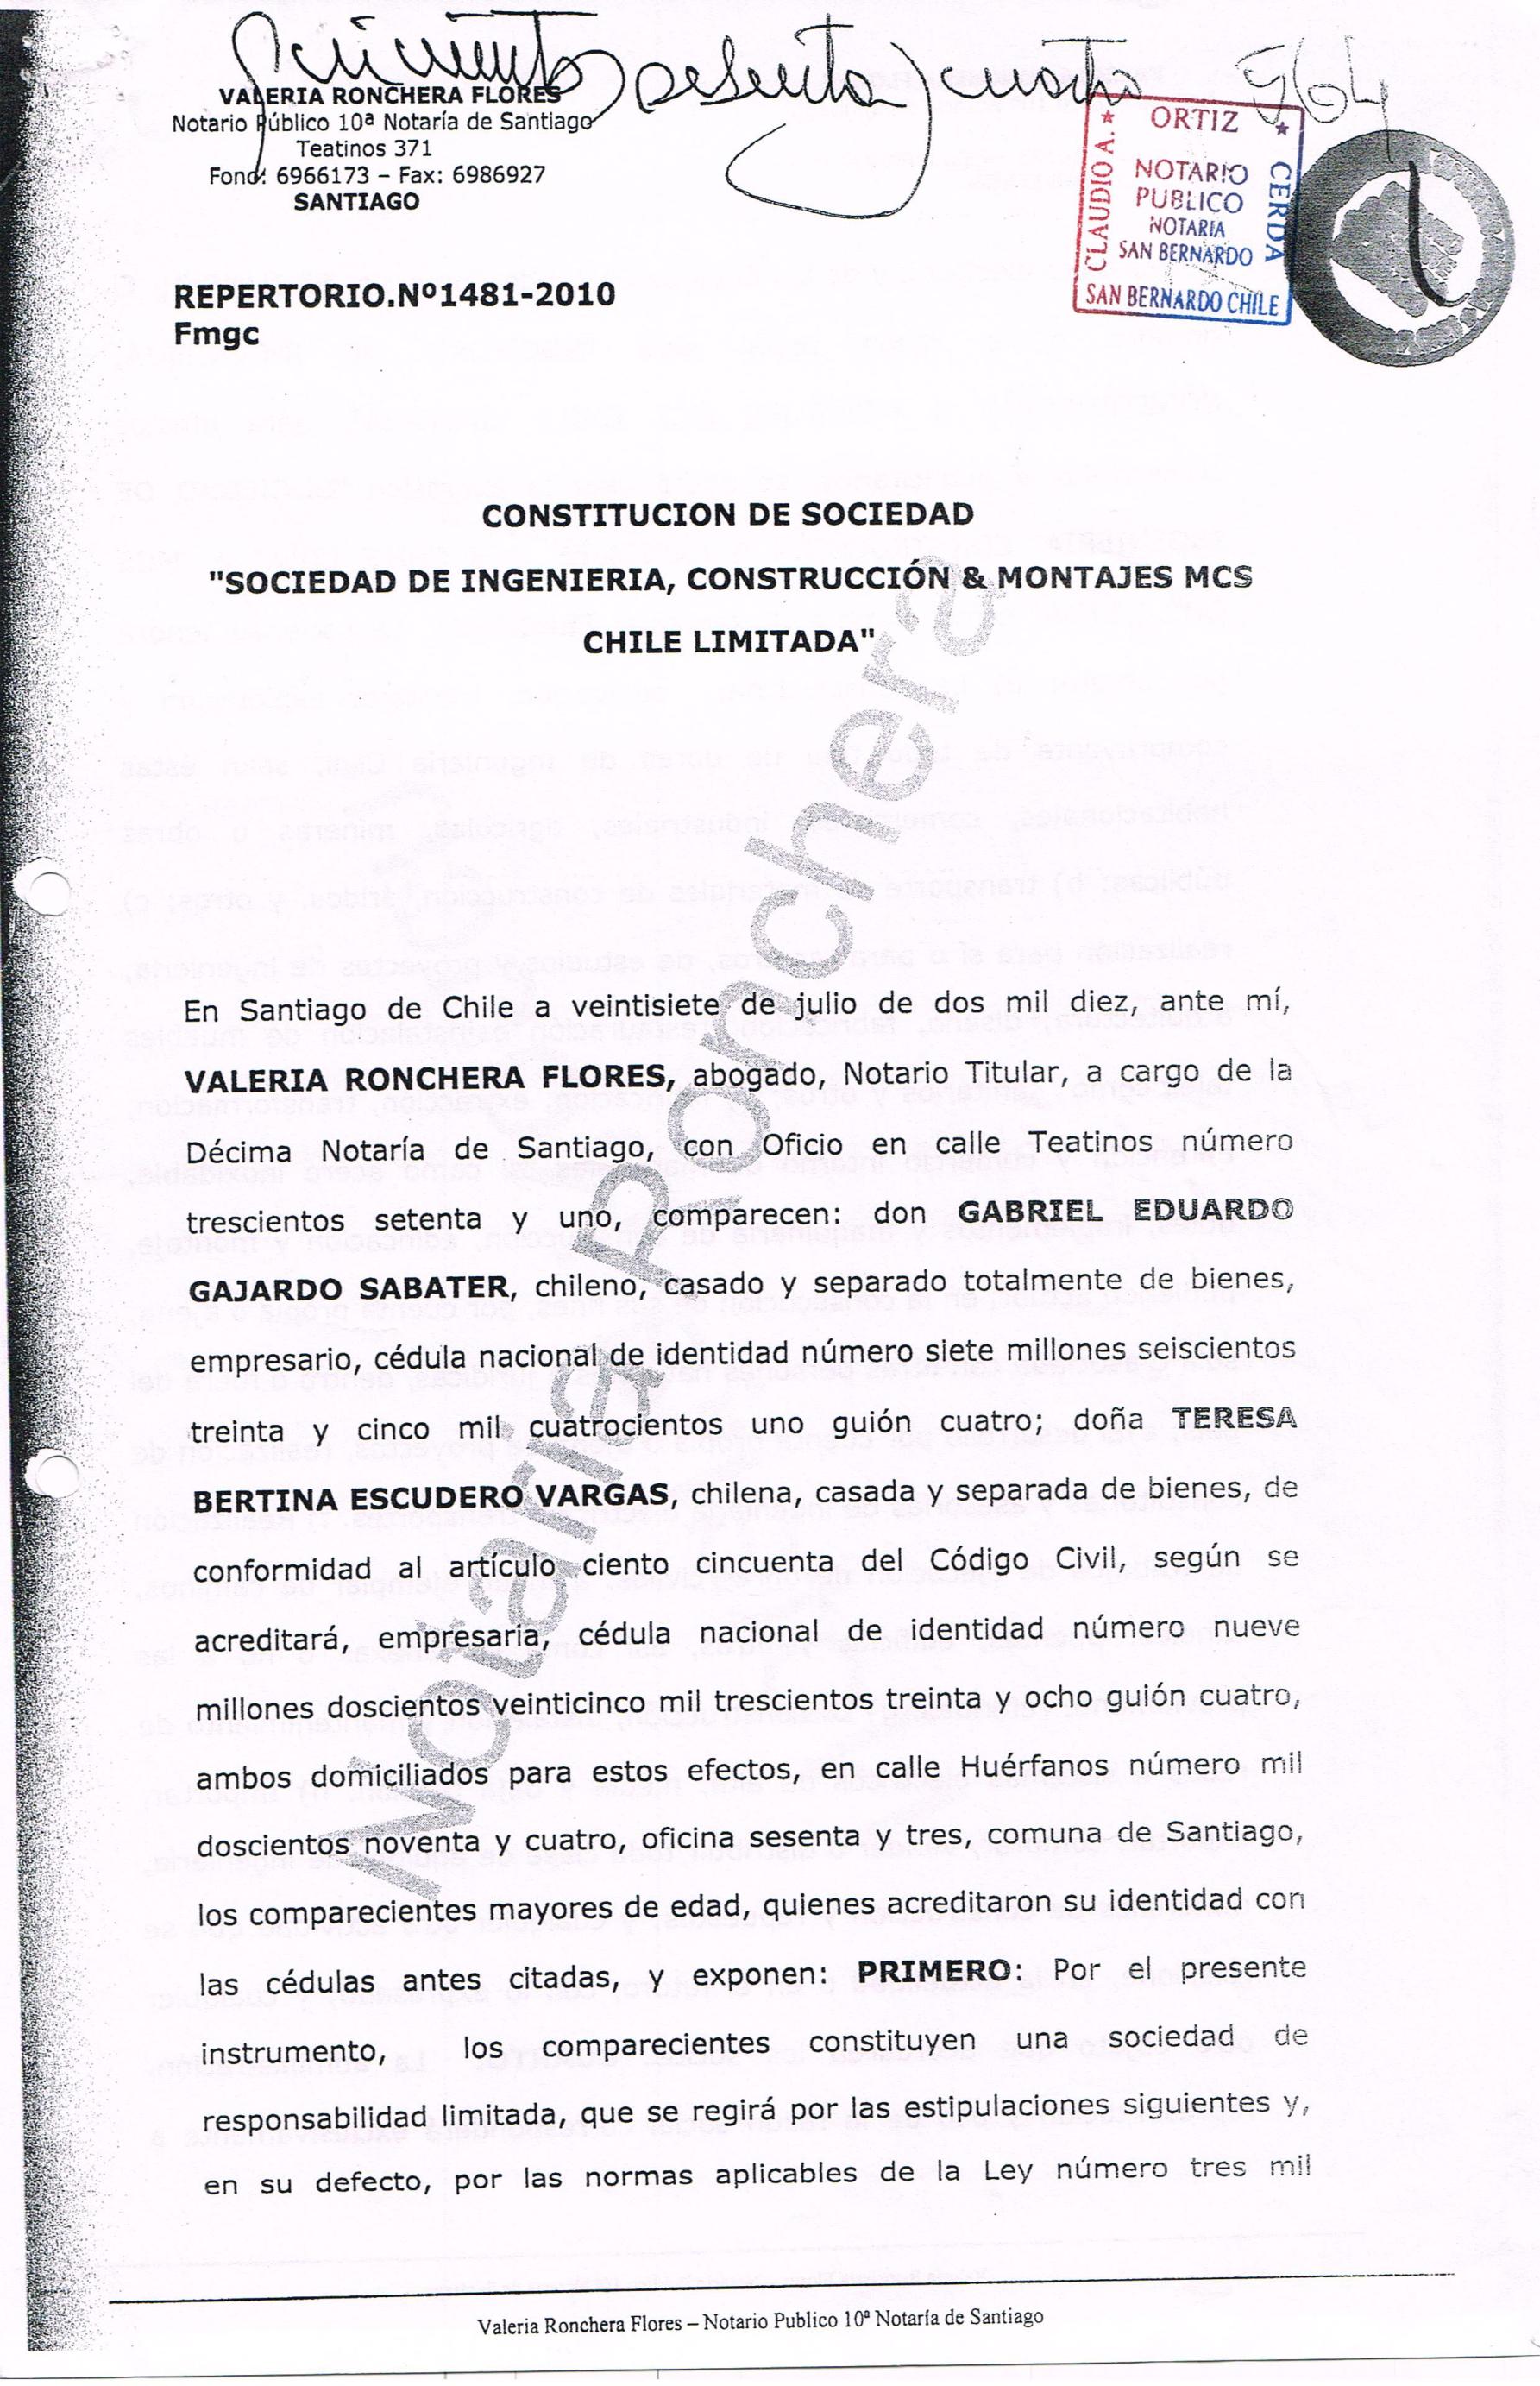 quinientos sesenta y cuatro 564
VALERIA RONCHERA FLORES
Notario Público 10ª Notaría de Santiago
Teatinos 371
Fono: 6966173 – Fax: 6986927
SANTIAGO
CLAUDIO A. ORTIZ CERDA
NOTARIO
PUBLICO
NOTARIA
SAN BERNARDO
SAN BERNARDO CHILE
REPERTORIO.Nº1481-2010
Fmgc
CONSTITUCION DE SOCIEDAD
"SOCIEDAD DE INGENIERIA, CONSTRUCCIÓN & MONTAJES MCS
CHILE LIMITADA"
Notaria Ronchera
En Santiago de Chile a veintisiete de julio de dos mil diez, ante mí,
VALERIA RONCHERA FLORES, abogado, Notario Titular, a cargo de la
Décima Notaría de Santiago, con Oficio en calle Teatinos número
trescientos setenta y uno, comparecen: don GABRIEL EDUARDO
GAJARDO SABATER, chileno, casado y separado totalmente de bienes,
empresario, cédula nacional de identidad número siete millones seiscientos
treinta y cinco mil cuatrocientos uno guión cuatro; doña TERESA
BERTINA ESCUDERO VARGAS, chilena, casada y separada de bienes, de
conformidad al artículo ciento cincuenta del Código Civil, según se
acreditará, empresaria, cédula nacional de identidad número nueve
millones doscientos veinticinco mil trescientos treinta y ocho guión cuatro,
ambos domiciliados para estos efectos, en calle Huérfanos número mil
doscientos noventa y cuatro, oficina sesenta y tres, comuna de Santiago,
los comparecientes mayores de edad, quienes acreditaron su identidad con
las cédulas antes citadas, y exponen: PRIMERO: Por el presente
instrumento, los comparecientes constituyen una sociedad de
responsabilidad limitada, que se regirá por las estipulaciones siguientes y,
en su defecto, por las normas aplicables de la Ley número tres mil
Valeria Ronchera Flores – Notario Publico 10ª Notaría de Santiago